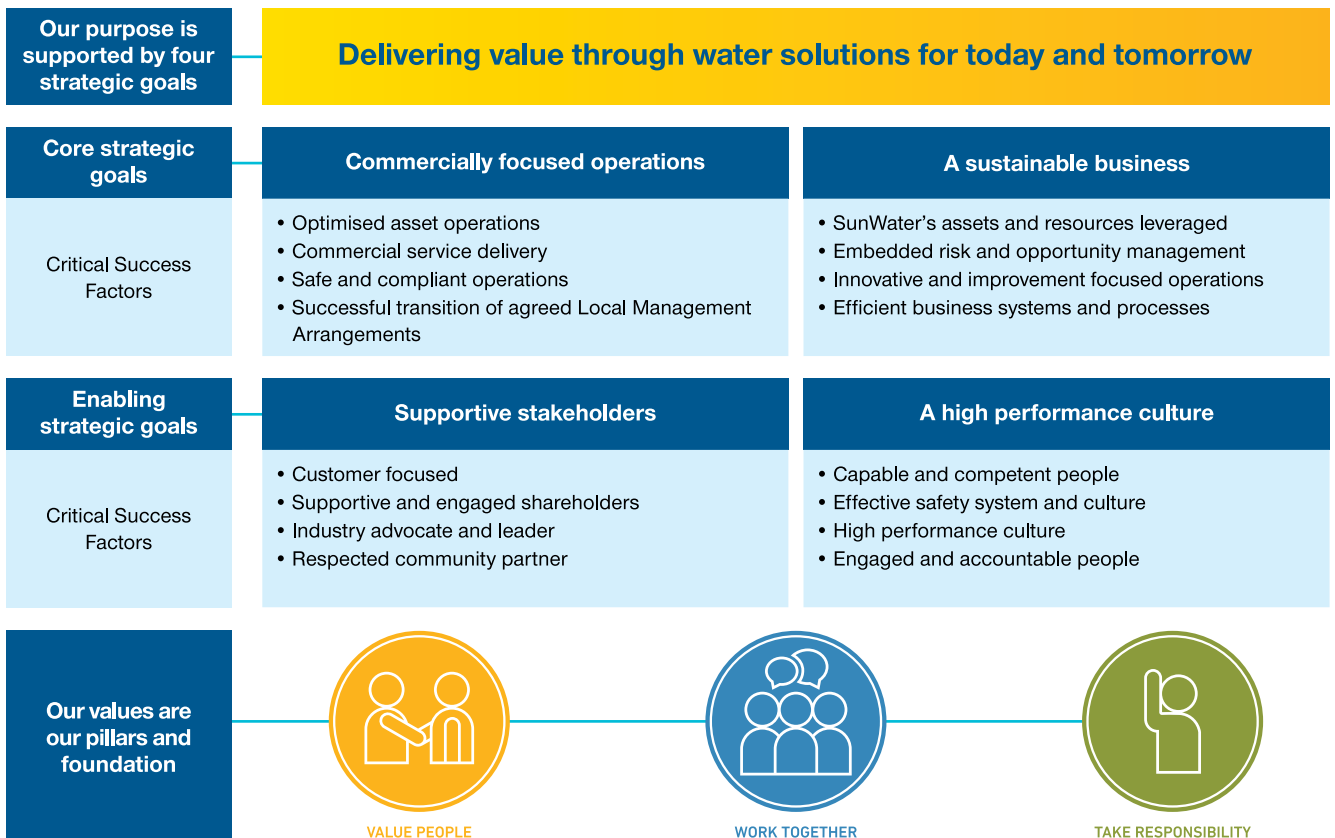 Our purpose is
supported by four
strategic goals
Delivering value through water solutions for today and tomorrow
Core strategic
goals
Commercially focused operations
A sustainable business
Critical Success
Factors
• Optimised asset operations
• Commercial service delivery
• Safe and compliant operations
• Successful transition of agreed Local Management
Arrangements
• SunWater's assets and resources leveraged
• Embedded risk and opportunity management
• Innovative and improvement focused operations
• Efficient business systems and processes
Enabling
strategic goals
Supportive stakeholders
A high performance culture
Critical Success
Factors
• Customer focused
• Supportive and engaged shareholders
• Industry advocate and leader
• Respected community partner
• Capable and competent people
• Effective safety system and culture
• High performance culture
• Engaged and accountable people
Our values are
our pillars and
foundation
VALUE PEOPLE
WORK TOGETHER
TAKE RESPONSIBILITY